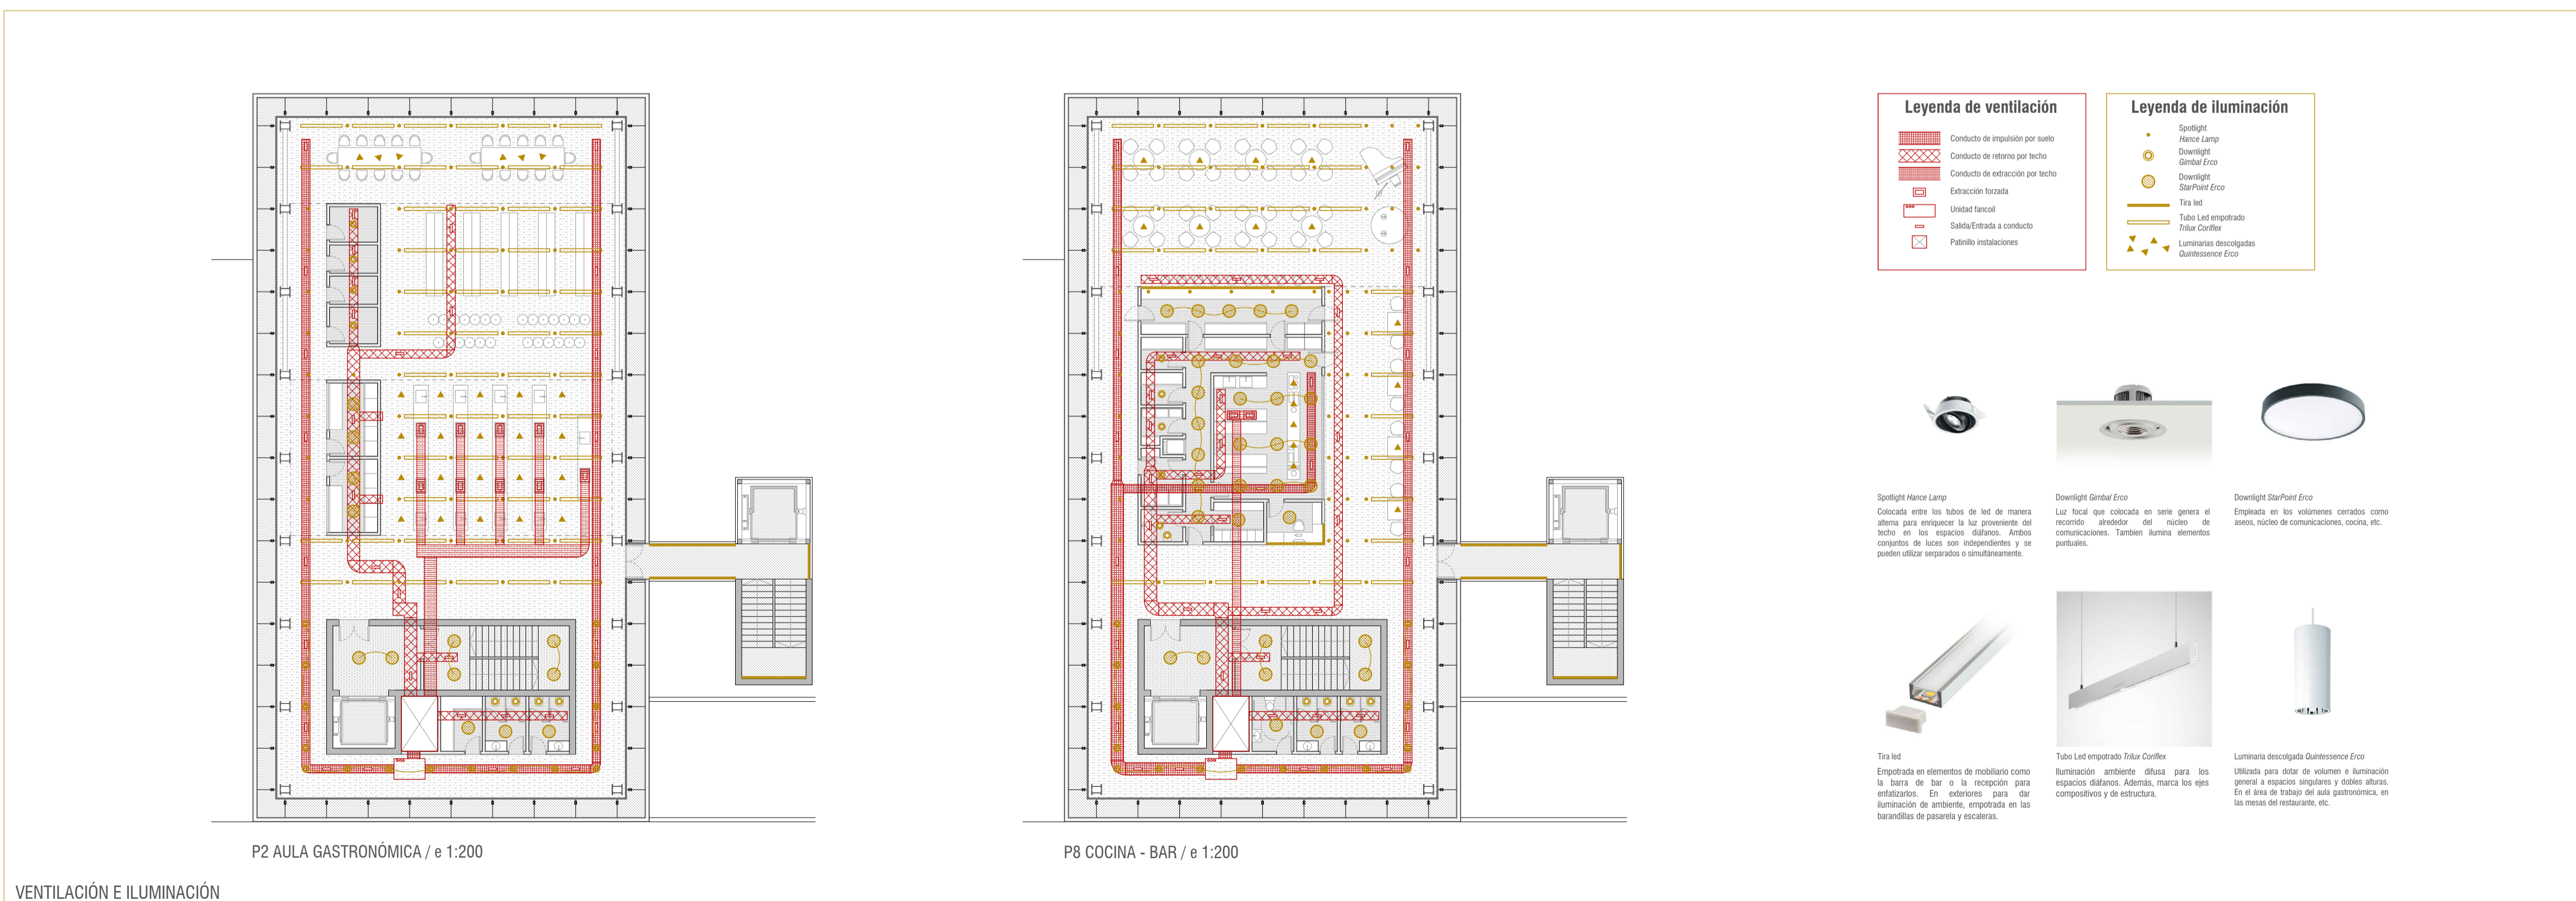 Leyenda de ventilación
Conducto de impulsión por suelo
Conducto de retorno por techo
Conducto de extracción por techo
Extracción forzada
Unidad fancoil
Salida/Entrada a conducto
Patinillo instalaciones
Leyenda de iluminación
Spotlight
Hance Lamp
Downlight
Gimbal Erco
Downlight
StarPoint Erco
Tira led
Tubo Led empotrado
Trilux Coriflex
Luminarias descolgadas
Quintessence Erco
Spotlight Hance Lamp
Colocada entre los tubos de led de manera
alterna para enriquecer la luz proveniente del
techo en los espacios diáfanos. Ambos
conjuntos de luces son independientes y se
pueden utilizar serparados o simultáneamente.
Downlight Gimbal Erco
Luz focal que colocada en serie genera el
recorrido alrededor del núcleo de
comunicaciones. Tambien ilumina elementos
puntuales.
Downlight StarPoint Erco
Empleada en los volúmenes cerrados como
aseos, núcleo de comunicaciones, cocina, etc.
Tira led
Empotrada en elementos de mobiliario como
la barra de bar o la recepción para
enfatizarlos. En exteriores para dar
iluminación de ambiente, empotrada en las
barandillas de pasarela y escaleras.
Tubo Led empotrado Trilux Coriflex
Iluminación ambiente difusa para los
espacios diáfanos. Además, marca los ejes
compositivos y de estructura.
Luminaria descolgada Quintessence Erco
Utilizada para dotar de volumen e iluminación
general a espacios singulares y dobles alturas.
En el área de trabajo del aula gastronómica, en
las mesas del restaurante, etc.
P2 AULA GASTRONÓMICA / e 1:200
P8 COCINA - BAR / e 1:200
VENTILACIÓN E ILUMINACIÓN